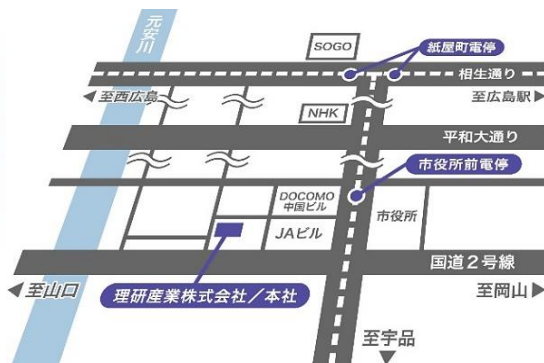 元安川
SOGO
紙屋町電停
相生通り
◀至西広島
至広島駅▶
NHK
平和大通り
市役所前電停
DOCOMO
中国ビル
市役所
JAビル
国道2号線
◀至山口
理研産業株式会社/本社
至岡山▶
至宇品
▼